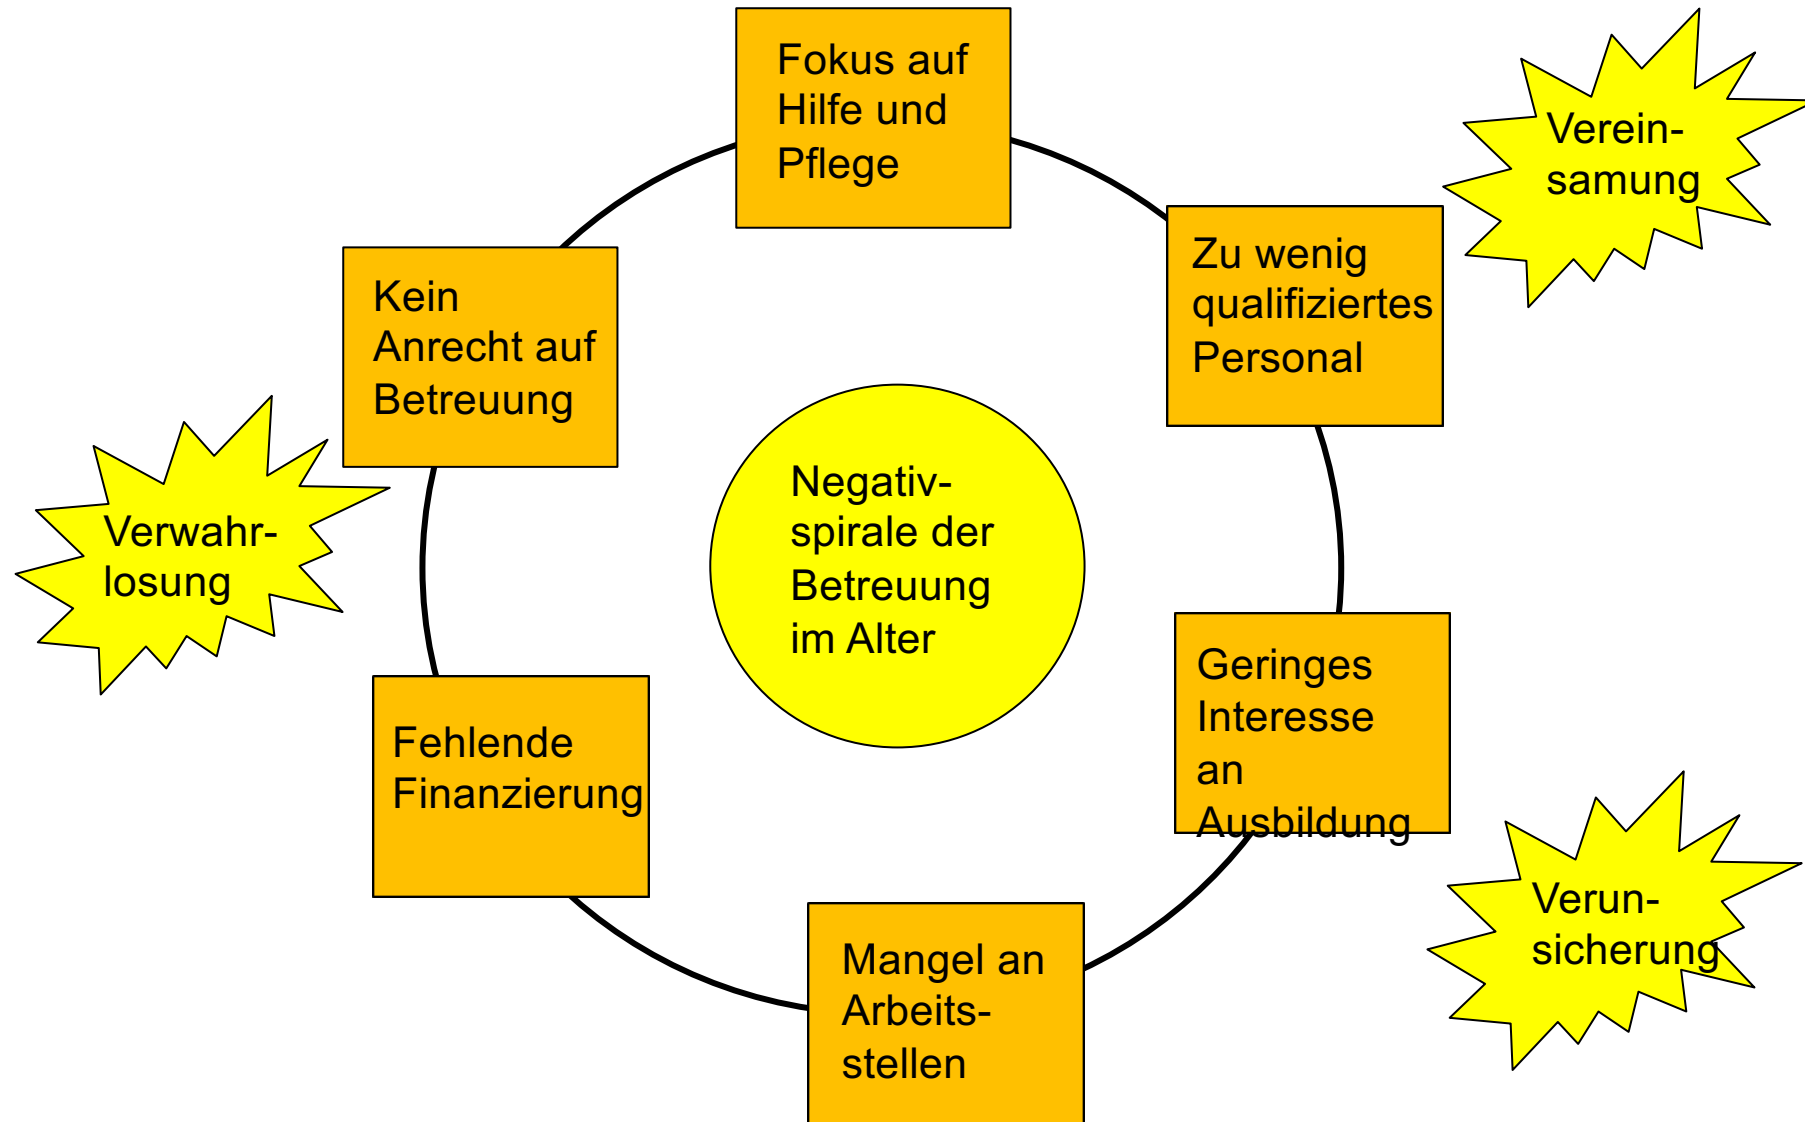 Fokus auf
Hilfe und
Pflege
Verein-
samung
Zu wenig
qualifiziertes
Personal
Kein
Anrecht auf
Betreuung
Negativ-
spirale der
Betreuung
im Alter
Verwahr-
losung
Geringes
Interesse
an
Ausbildung
Fehlende
Finanzierung
Verun-
sicherung
Mangel an
Arbeits-
stellen